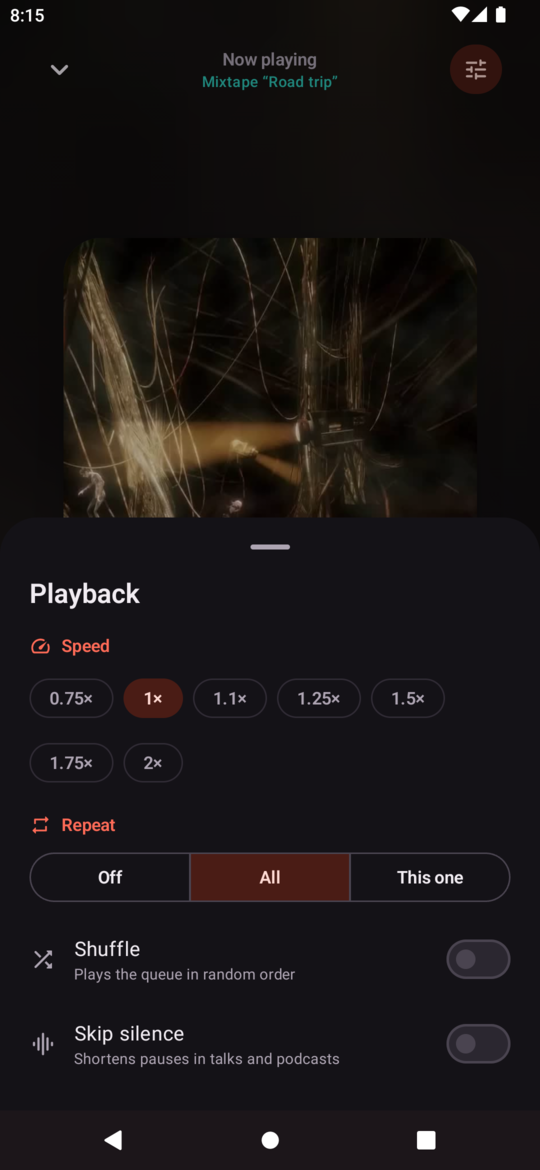 8:15
Now playing
Mixtape “Road trip”
Playback
Speed
0.75× 1× 1.1× 1.25× 1.5×
1.75× 2×
Repeat
Off All This one
Shuffle
Plays the queue in random order
Skip silence
Shortens pauses in talks and podcasts